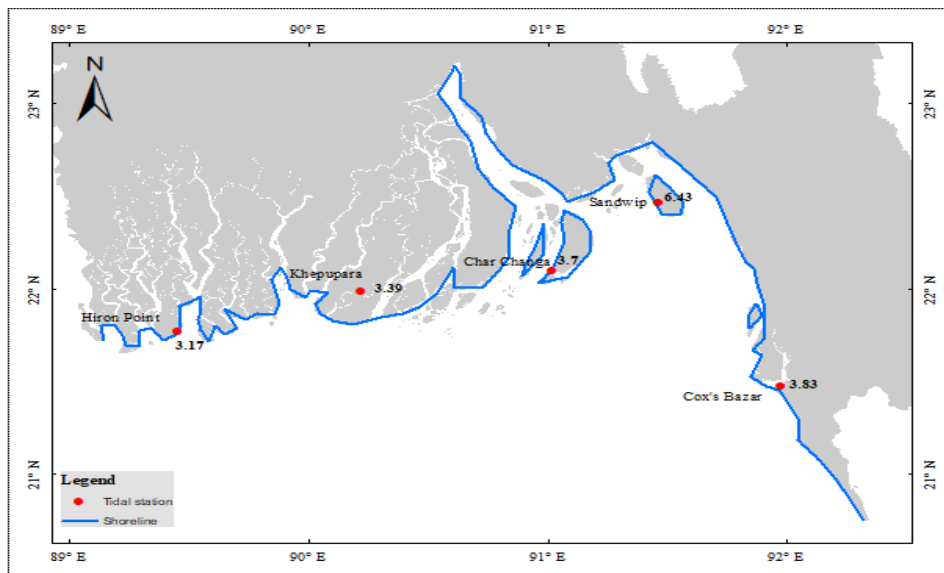 89° E 90° E 91° E 92° E
N
23° N 23° N
Sandwip 6.43
Char Changa 3.7
Khepupara
3.39
22° N 22° N
Hiron Point
3.17
3.83
Cox's Bazar
21° N 21° N
Legend
Tidal station
Shoreline
89° E 90° E 91° E 92° E